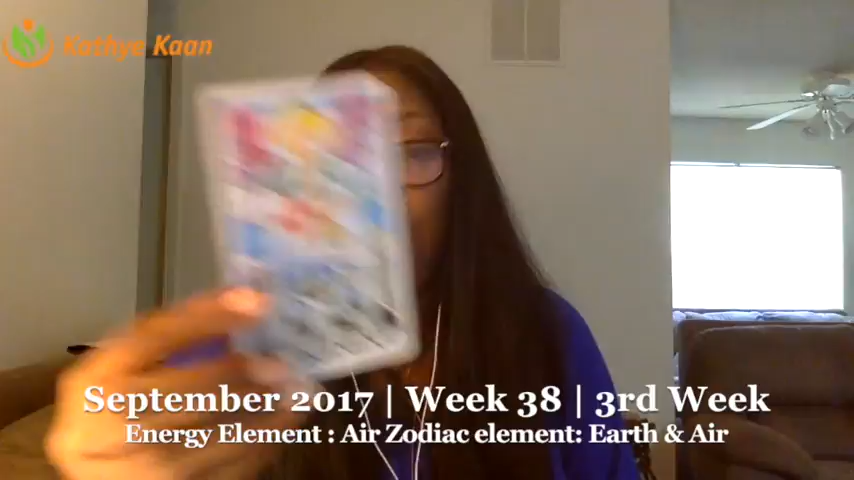 Kathye Kaan
September 2017 | Week 38 | 3rd Week
Energy Element : Air Zodiac element: Earth & Air